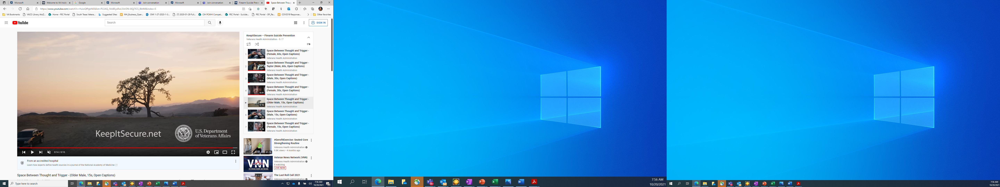 Microsoft
Welcome to VA Inside
Google
Microsoft
Join conversation
Microsoft
Join conversation
Firearm Suicide Preve
Space Between Thoug
https://www.youtube.com/watch?v=HuioQfPgbNE&list=PL3AQ_JVoBEyxRwLSArDN-0Qj7ICS_BbtM&index=5
VA Bookmarks
VACO Library AtoZ...
Home - PEC Portal
South Texas Vetera...
Suggested Sites
MH_Business_Oper...
OMI 1-27-2020-1-3...
(7) 2020-01-29 Full...
CIH PCMHI Compet...
PEC Portal - Suicide...
PEC Portal - SPI_Re...
COVID19 Response...
Other favorites
YouTube
Search
SIGN IN
KeepItSecure.net
U.S. Department
of Veterans Affairs
0:14 / 0:15
From an accredited hospital
Learn how experts define health sources in a journal of the National Academy of Medicine
Space Between Thought and Trigger - (Older Male, 15s, Open Captions)
KeepItSecure – Firearm Suicide Prevention
Veterans Health Administration - 5 / 7
1
1:01
Space Between Thought and Trigger -
(Female, 60s, Open Captions)
Veterans Health Administration
2
1:01
Space Between Thought and Trigger -
Taylor (Male, 60s, Open Captions)
Veterans Health Administration
3
0:31
Space Between Thought and Trigger -
(Male, 30s, Open Captions)
Veterans Health Administration
4
0:31
Space Between Thought and Trigger -
(Female, 30s, Open Captions)
Veterans Health Administration
0:16
Space Between Thought and Trigger -
(Older Male, 15s, Open Captions)
Veterans Health Administration
6
0:16
Space Between Thought and Trigger -
(Male, 15s, Open Captions)
Veterans Health Administration
7
0:16
Space Between Thought and Trigger -
(Female, 15s, Open Captions)
Veterans Health Administration
21:18
#GerofitExercise: Seated Core
Strengthening Routine
Veterans Health Administration
9.8K views • 4 months ago
VNN
VETERAN NEWS NETWORK
Veteran News Network (VNN)
Veterans Health Administration
8 watching
LIVE NOW
The Last Roll Call 2021
Veterans Health Administration
Type here to search
7:56 AM
10/20/2021
7:56 AM
10/20/2021
7:56 AM
10/20/2021